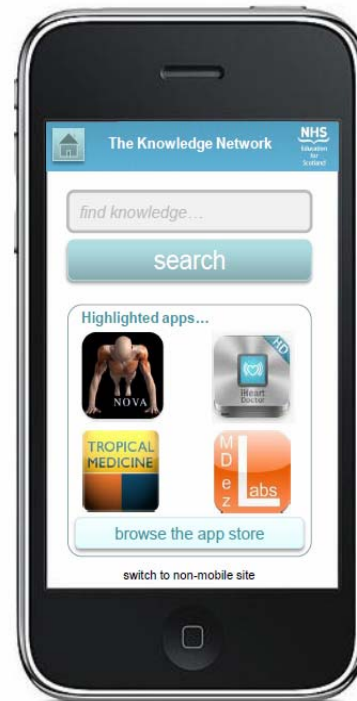 The Knowledge Network
NHS
Education
for
Scotland
find knowledge…
search
Highlighted apps…
NOVA
HD
iHeart
Doctor
TROPICAL
MEDICINE
M
D
e
z
Labs
browse the app store
switch to non-mobile site